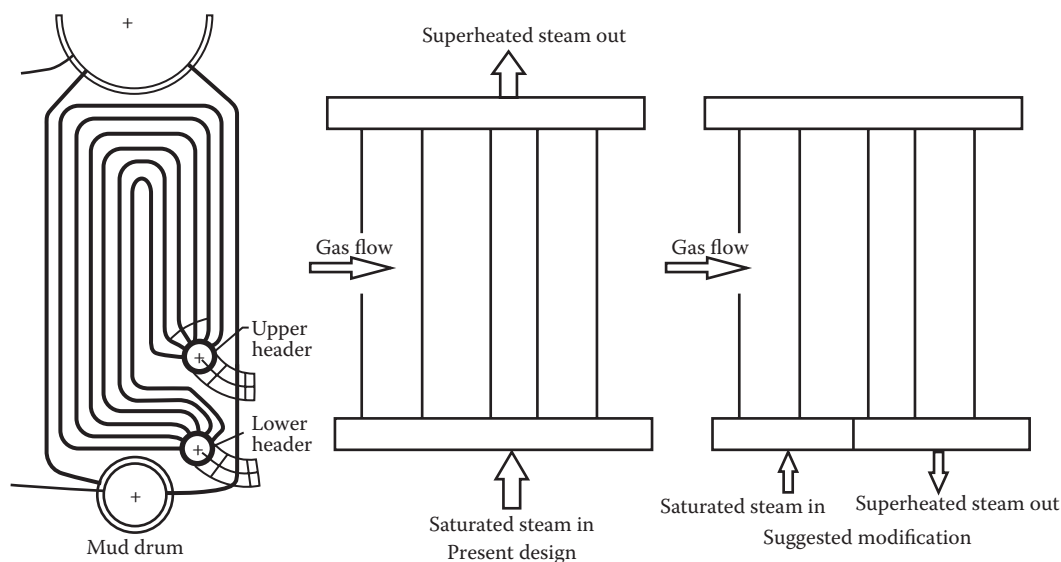 Upper
header
Lower
header
Mud drum
Superheated steam out
Gas flow
Saturated steam in
Present design
Gas flow
Saturated steam in
Superheated steam out
Suggested modification